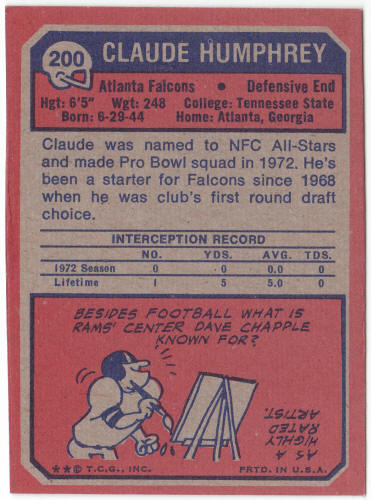 200
CLAUDE HUMPHREY
Atlanta Falcons • Defensive End
Hgt: 6'5" Wgt: 248 College: Tennessee State
Born: 6-29-44 Home: Atlanta, Georgia
Claude was named to NFC All-Stars
and made Pro Bowl squad in 1972. He's
been a starter for Falcons since 1968
when he was club's first round draft
choice.
INTERCEPTION RECORD
NO. YDS. AVG. TDS.
1972 Season 0 0 0.0 0
Lifetime 1 5 5.0 0
BESIDES FOOTBALL WHAT IS
RAMS' CENTER DAVE CHAPPLE
KNOWN FOR?
AS A
HIGHLY
RATED
ARTIST.
**© T.C.G., INC.
PRTD. IN U.S.A.